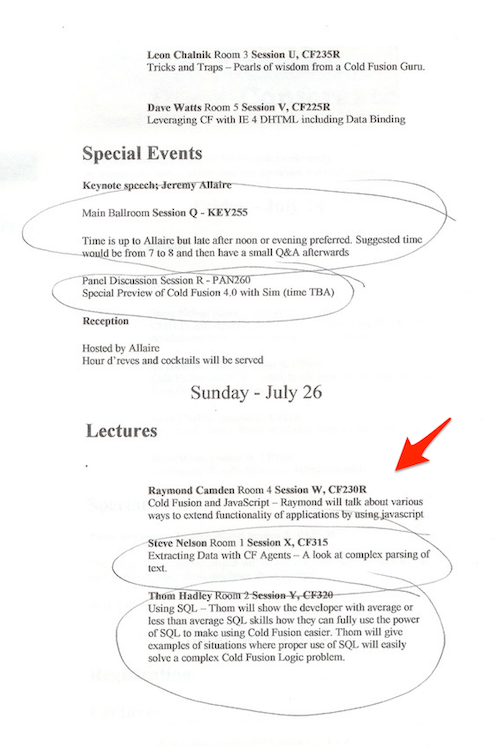 Leon Chalnik Room 3 Session U, CF235R
Tricks and Traps – Pearls of wisdom from a Cold Fusion Guru.
Dave Watts Room 5 Session V, CF225R
Leveraging CF with IE 4 DHTML including Data Binding
Special Events
Keynote speech; Jeremy Allaire
Main Ballroom Session Q - KEY255
Time is up to Allaire but late after noon or evening preferred. Suggested time
would be from 7 to 8 and then have a small Q&A afterwards
Panel Discussion Session R - PAN260
Special Preview of Cold Fusion 4.0 with Sim (time TBA)
Reception
Hosted by Allaire
Hour d'reves and cocktails will be served
Sunday - July 26
Lectures
Raymond Camden Room 4 Session W, CF230R
Cold Fusion and JavaScript – Raymond will talk about various
ways to extend functionality of applications by using javascript
Steve Nelson Room 1 Session X, CF315
Extracting Data with CF Agents – A look at complex parsing of
text.
Thom Hadley Room 2 Session Y, CF320
Using SQL – Thom will show the developer with average or
less than average SQL skills how they can fully use the power
of SQL to make using Cold Fusion easier. Thom will give
examples of situations where proper use of SQL will easily
solve a complex Cold Fusion Logic problem.